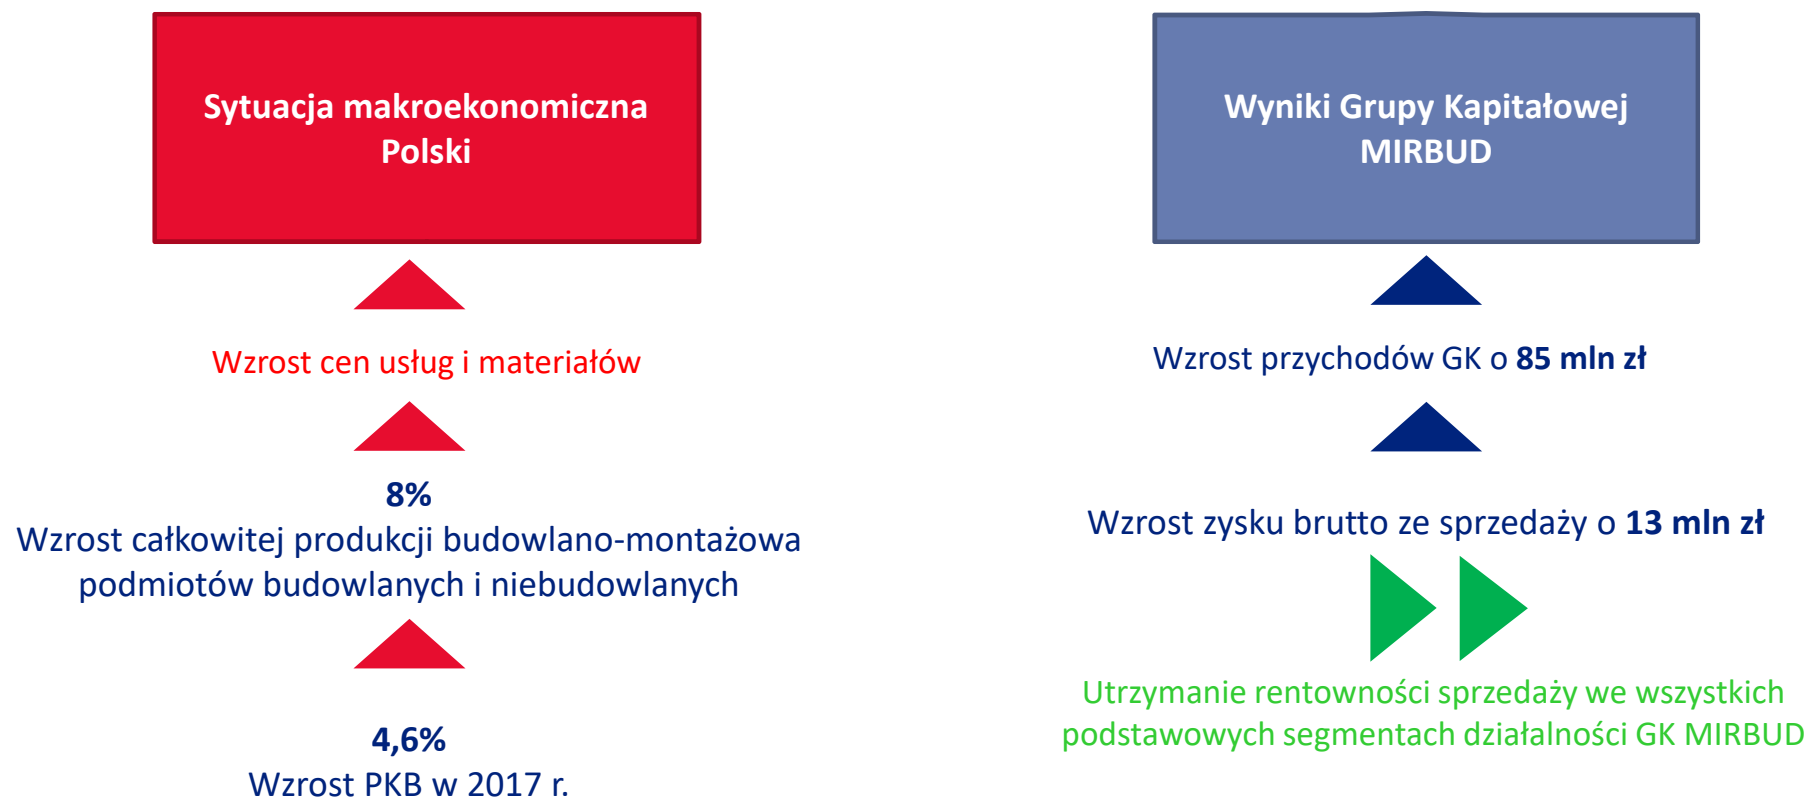 Sytuacja makroekonomiczna
Polski
Wzrost cen usług i materiałów
8%
Wzrost całkowitej produkcji budowlano-montażowa
podmiotów budowlanych i niebudowlanych
4,6%
Wzrost PKB w 2017 r.
Wyniki Grupy Kapitałowej
MIRBUD
Wzrost przychodów GK o 85 mln zł
Wzrost zysku brutto ze sprzedaży o 13 mln zł
Utrzymanie rentowności sprzedaży we wszystkich
podstawowych segmentach działalności GK MIRBUD